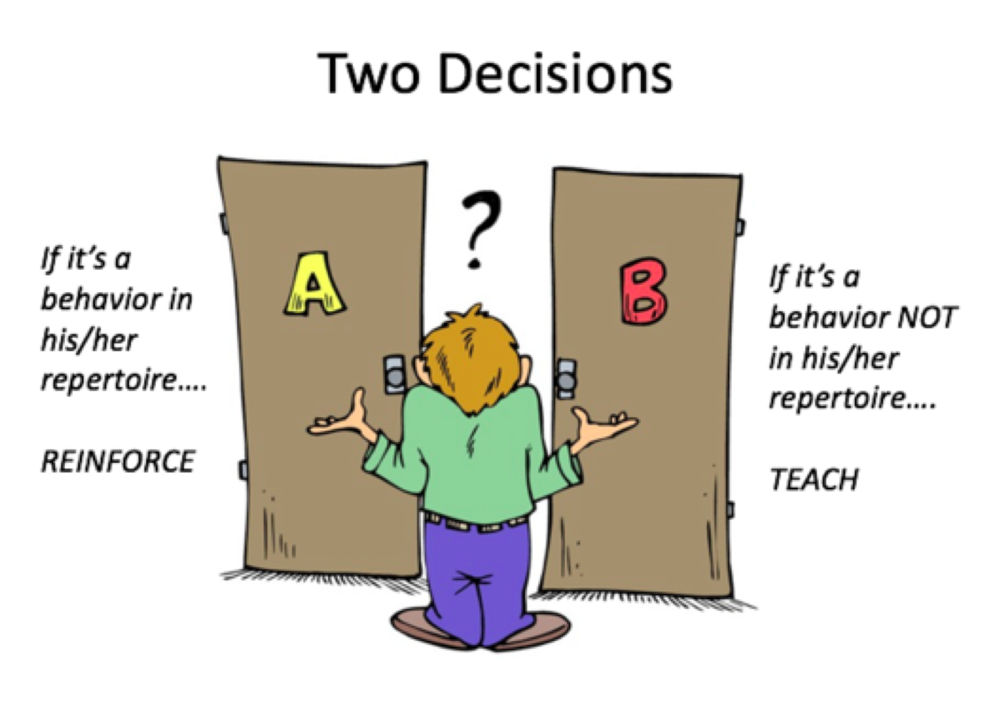 Two Decisions
If it's a
behavior in
his/her
repertoire....
REINFORCE
A
?
B
If it's a
behavior NOT
in his/her
repertoire....
TEACH